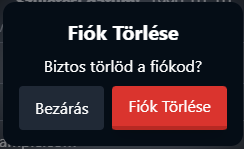 Fiók Törlése
Biztos törlöd a fiókod?
Bezárás
Fiók Törlése